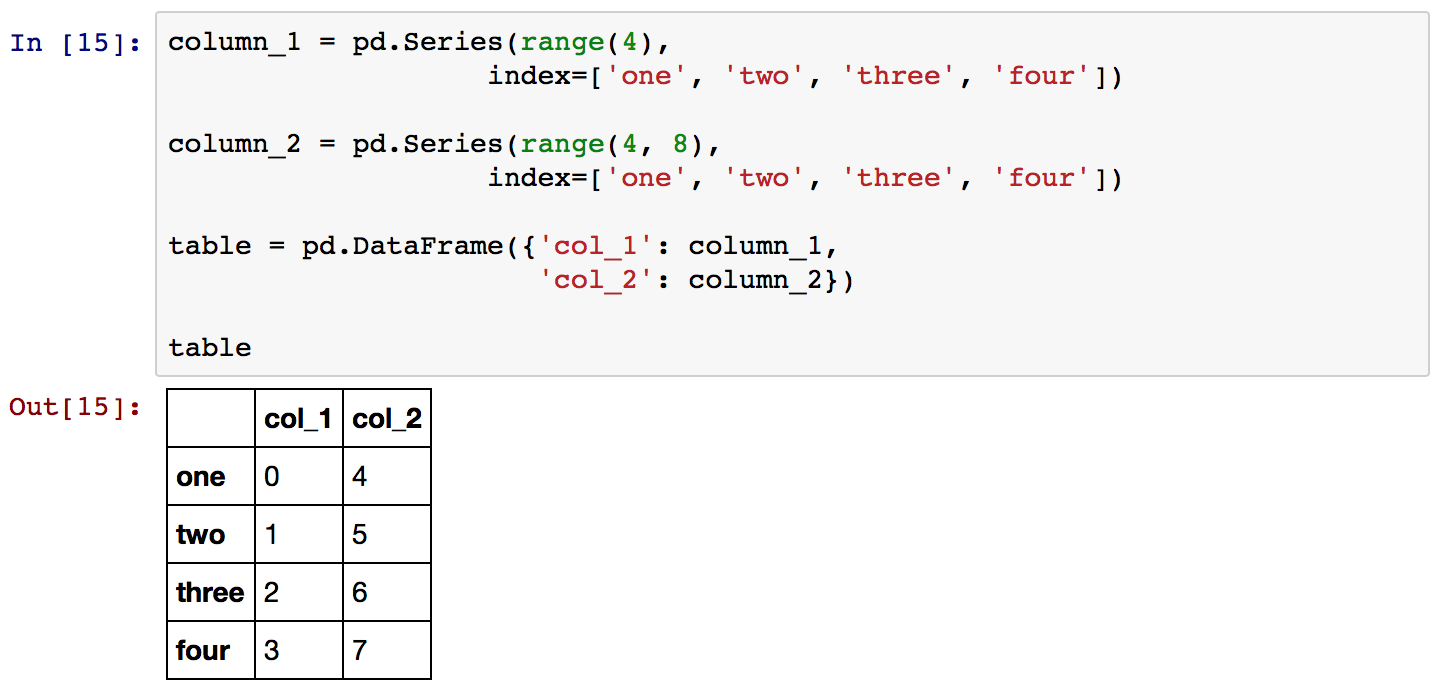 In [15]: column_1 = pd.Series(range(4),
index=['one', 'two', 'three', 'four'])
column_2 = pd.Series(range(4, 8),
index=['one', 'two', 'three', 'four'])
table = pd.DataFrame({'col_1': column_1,
'col_2': column_2})
table
Out[15]:
col_1 col_2
one 0 4
two 1 5
three 2 6
four 3 7